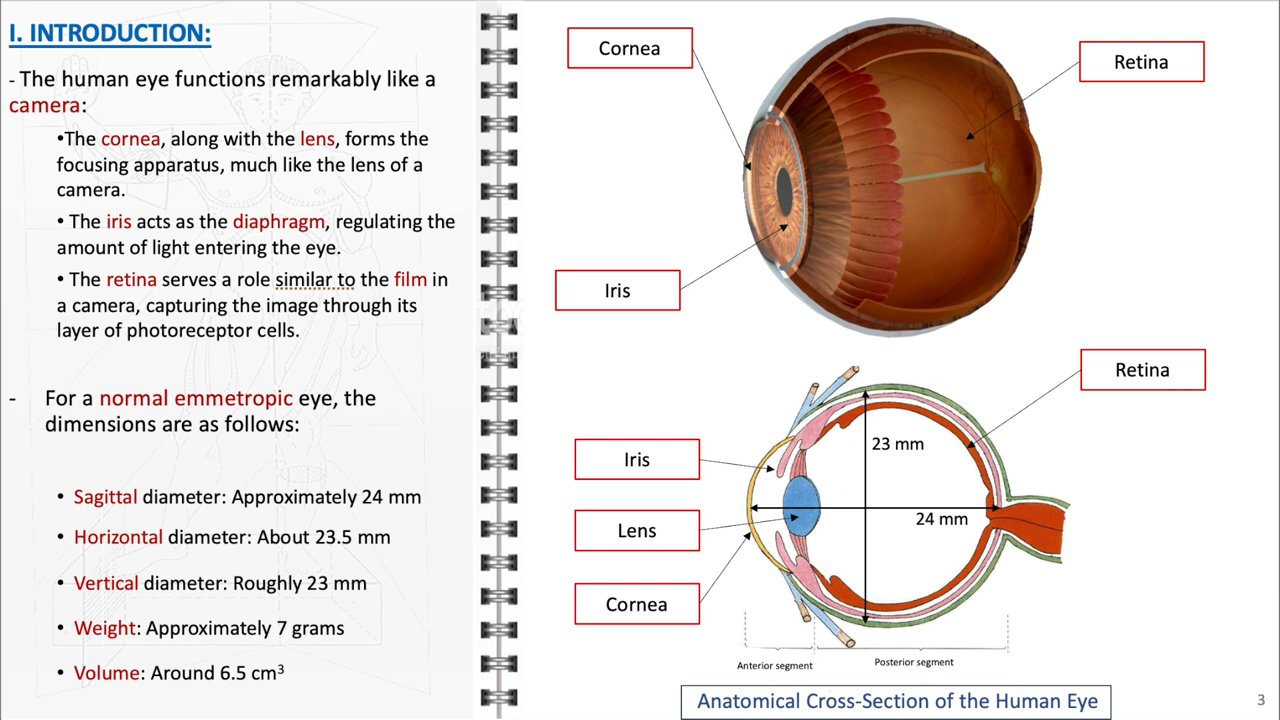 I. INTRODUCTION:
- The human eye functions remarkably like a
camera:
•The cornea, along with the lens, forms the
focusing apparatus, much like the lens of a
camera.
• The iris acts as the diaphragm, regulating the
amount of light entering the eye.
• The retina serves a role similar to the film in
a camera, capturing the image through its
layer of photoreceptor cells.
- For a normal emmetropic eye, the
dimensions are as follows:
• Sagittal diameter: Approximately 24 mm
• Horizontal diameter: About 23.5 mm
• Vertical diameter: Roughly 23 mm
• Weight: Approximately 7 grams
• Volume: Around 6.5 cm³
Cornea
Retina
Iris
Retina
Iris
23 mm
Lens
24 mm
Cornea
Anterior segment
Posterior segment
Anatomical Cross-Section of the Human Eye
3